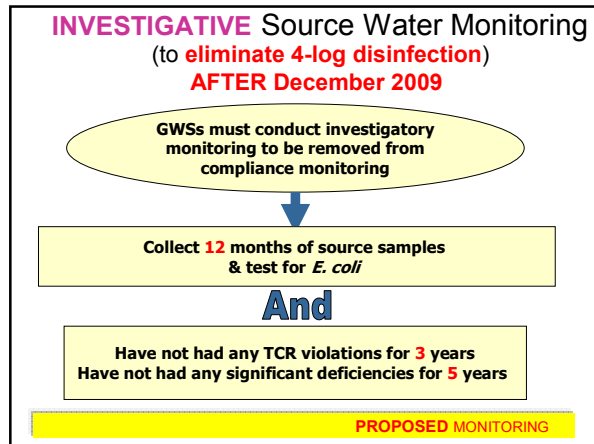 INVESTIGATIVE Source Water Monitoring
(to eliminate 4-log disinfection)
AFTER December 2009
GWSs must conduct investigatory
monitoring to be removed from
compliance monitoring
Collect 12 months of source samples
& test for E. coli
And
Have not had any TCR violations for 3 years
Have not had any significant deficiencies for 5 years
PROPOSED MONITORING